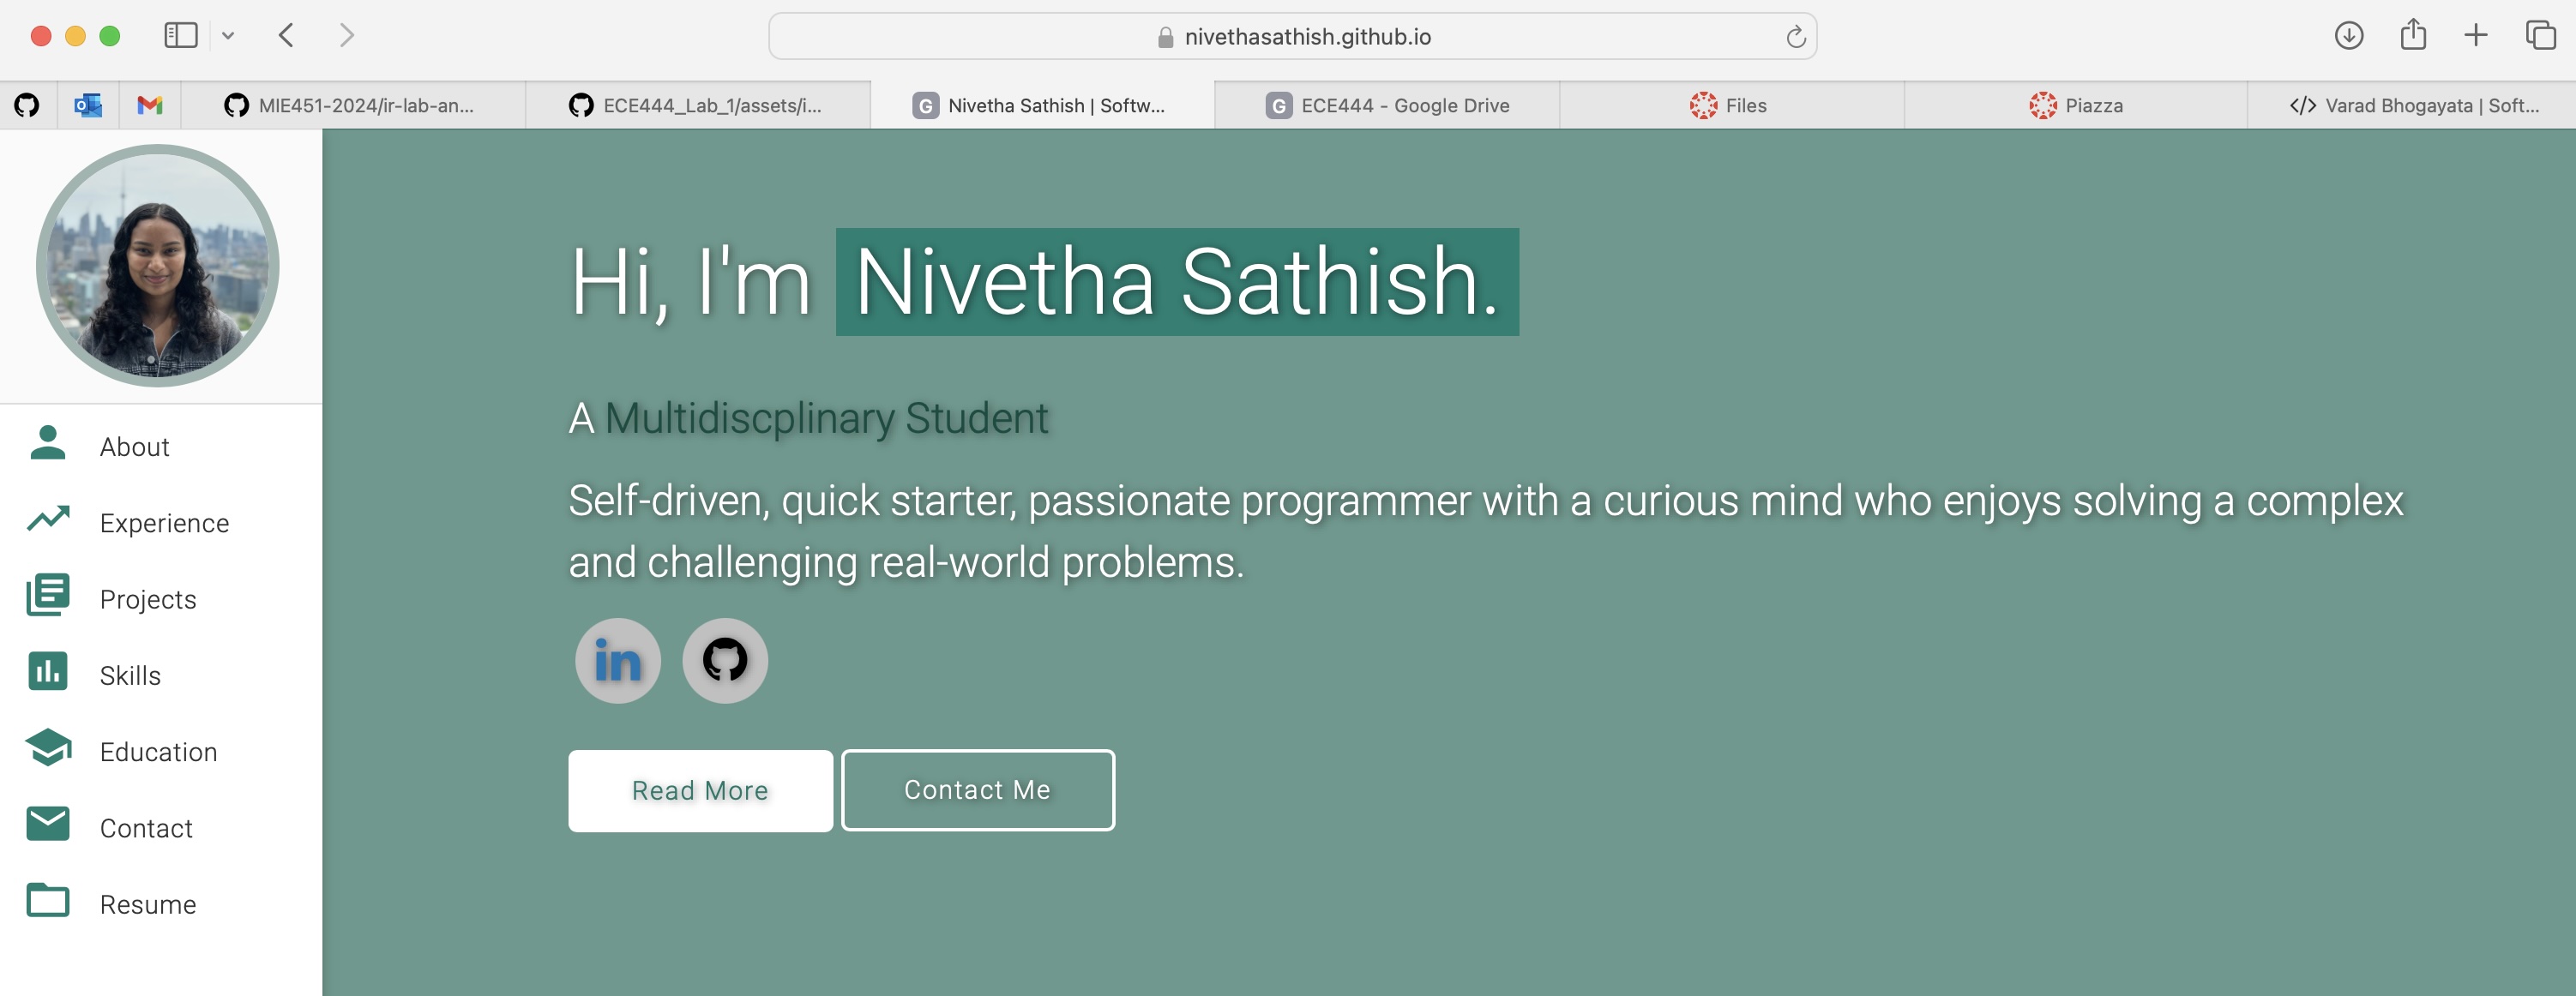 nivethasathish.github.io
MIE451-2024/ir-lab-an...
ECE444_Lab_1/assets/i...
G Nivetha Sathish | Softw...
G ECE444 - Google Drive
Files
Piazza
</> Varad Bhogayata | Soft...
Hi, I'm Nivetha Sathish.
A Multidiscplinary Student
Self-driven, quick starter, passionate programmer with a curious mind who enjoys solving a complex
and challenging real-world problems.
in
Read More
Contact Me
About
Experience
Projects
Skills
Education
Contact
Resume